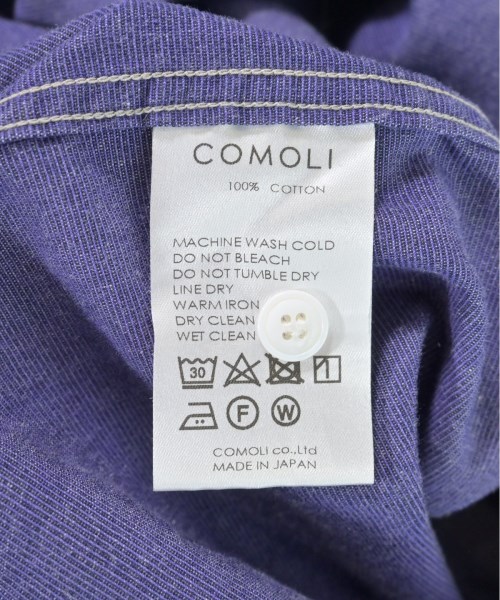 COMOLI
100% COTTON
MACHINE WASH COLD
DO NOT BLEACH
DO NOT TUMBLE DRY
LINE DRY
WARM IRON
DRY CLEAN
WET CLEAN
30
F W
COMOLI co.,Ltd
MADE IN JAPAN